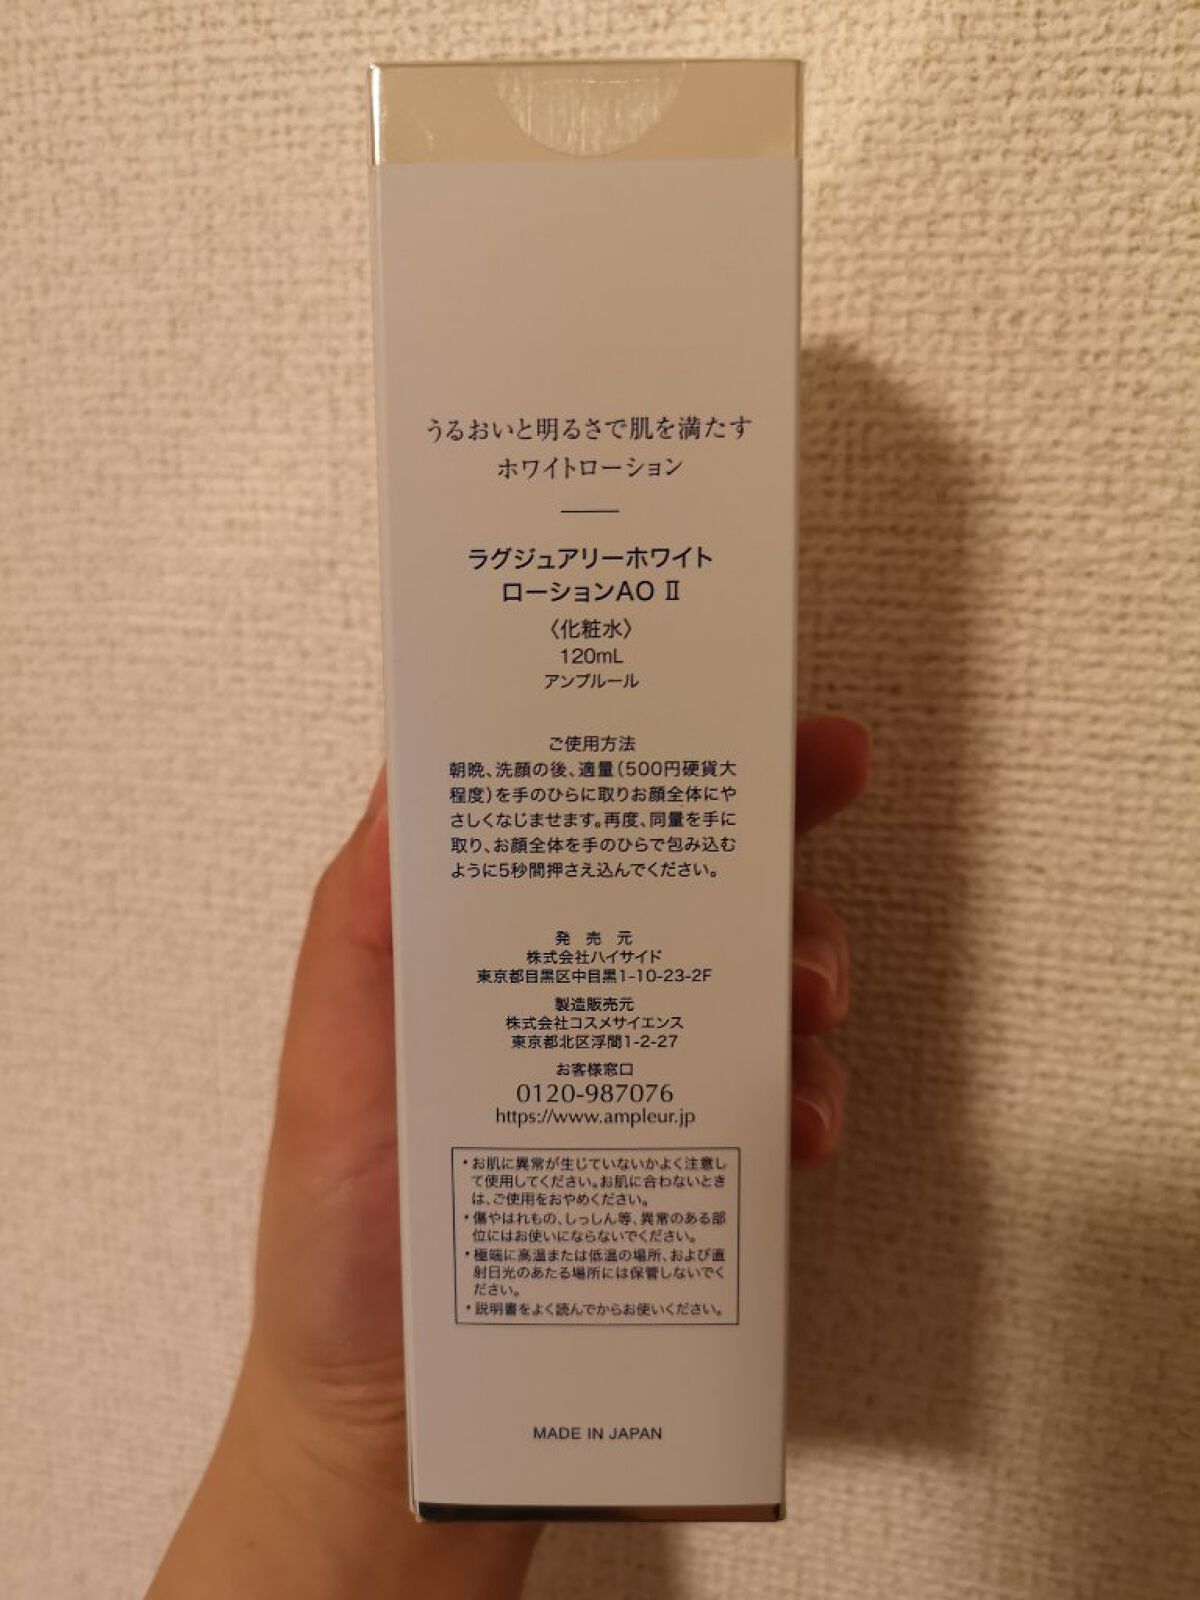 うるおいと明るさで肌を満たす
ホワイトローション
ラグジュアリーホワイト
ローションAO Ⅱ
〈化粧水〉
120mL
アンプルール
ご使用方法
朝晩、洗顔の後、適量(500円硬貨大
程度)を手のひらに取りお顔全体にや
さしくなじませます。再度、同量を手に
取り、お顔全体を手のひらで包み込む
ように5秒間押さえ込んでください。
発 売 元
株式会社ハイサイド
東京都目黒区中目黒1-10-23-2F
製造販売元
株式会社コスメサイエンス
東京都北区浮間1-2-27
お客様窓口
0120-987076
https://www.ampleur.jp
・お肌に異常が生じていないかよく注意し
て使用してください。お肌に合わないとき
は、ご使用をおやめください。
・傷やはれもの、しっしん等、異常のある部
位にはお使いにならないでください。
・極端に高温または低温の場所、および直
射日光のあたる場所には保管しないでく
ださい。
・説明書をよく読んでからお使いください。
MADE IN JAPAN